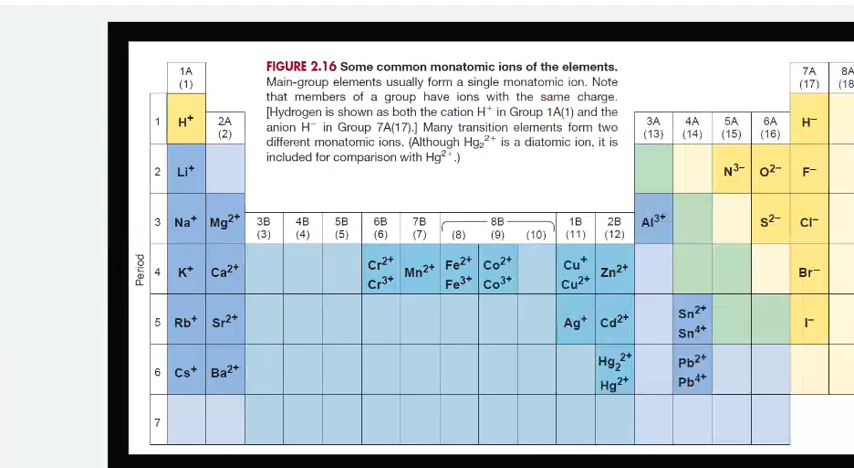 FIGURE 2.16 Some common monatomic ions of the elements.
Main-group elements usually form a single monatomic ion. Note
that members of a group have ions with the same charge.
[Hydrogen is shown as both the cation H⁺ in Group 1A(1) and the
anion H⁻ in Group 7A(17).] Many transition elements form two
different monatomic ions. (Although Hg₂²⁺ is a diatomic ion, it is
included for comparison with Hg²⁺.)
1A 7A 8A
(1) (17) (18
1 H⁺ 2A 3A 4A 5A 6A H⁻
(2) (13) (14) (15) (16)
2 Li⁺ N³⁻ O²⁻ F⁻
3 Na⁺ Mg²⁺ 3B 4B 5B 6B 7B 8B 1B 2B Al³⁺ S²⁻ Cl⁻
(3) (4) (5) (6) (7) (8) (9) (10) (11) (12)
Period
4 K⁺ Ca²⁺ Cr²⁺ Mn²⁺ Fe²⁺ Co²⁺ Cu⁺ Zn²⁺ Br⁻
Cr³⁺ Fe³⁺ Co³⁺ Cu²⁺
5 Rb⁺ Sr²⁺ Ag⁺ Cd²⁺ Sn²⁺ I⁻
Sn⁴⁺
6 Cs⁺ Ba²⁺ Hg₂²⁺ Pb²⁺
Hg²⁺ Pb⁴⁺
7